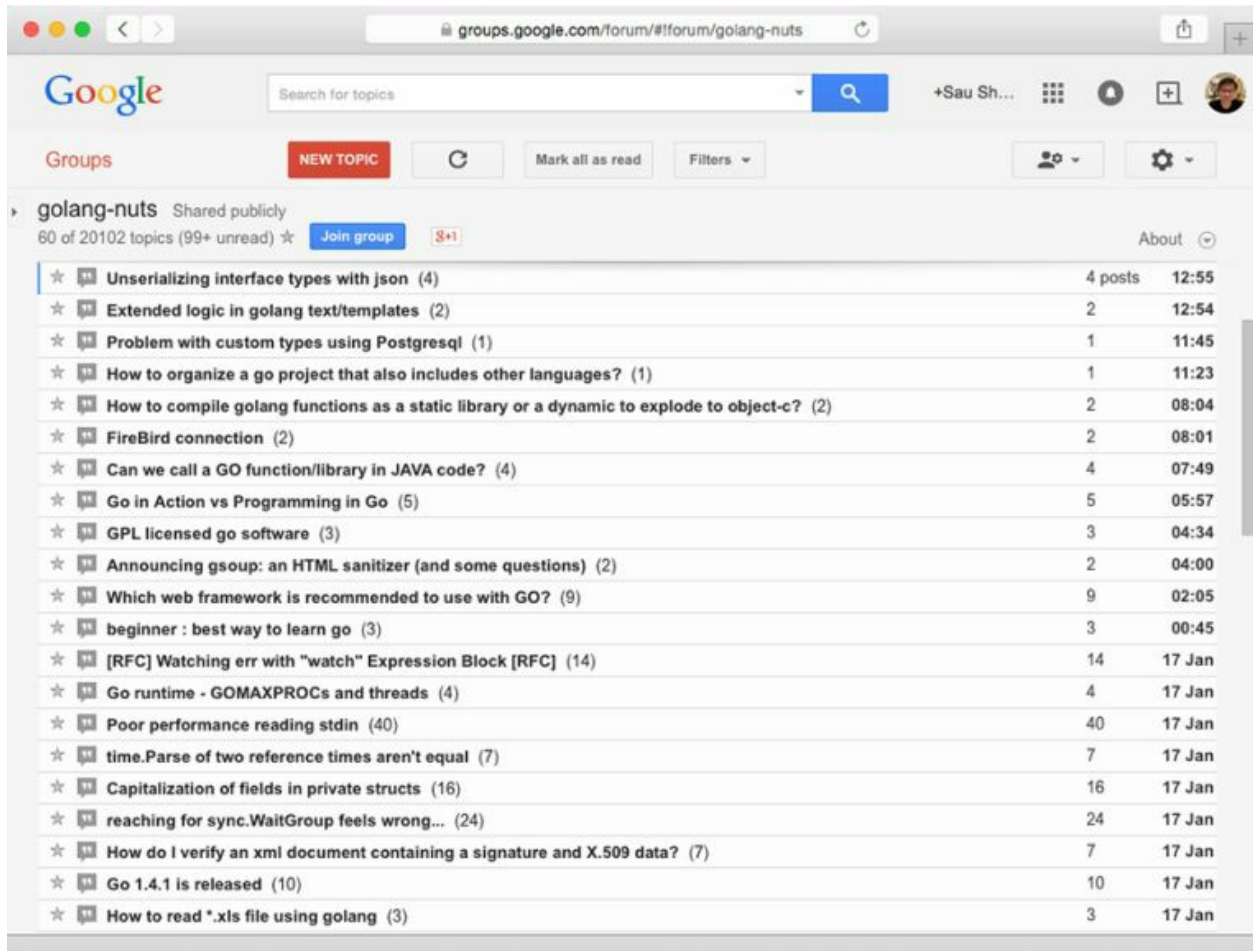 groups.google.com/forum/#!forum/golang-nuts
Google Search for topics +Sau Sh...
Groups NEW TOPIC Mark all as read Filters
golang-nuts Shared publicly
60 of 20102 topics (99+ unread) Join group g+1 About
Unserializing interface types with json (4) 4 posts 12:55
Extended logic in golang text/templates (2) 2 12:54
Problem with custom types using Postgresql (1) 1 11:45
How to organize a go project that also includes other languages? (1) 1 11:23
How to compile golang functions as a static library or a dynamic to explode to object-c? (2) 2 08:04
FireBird connection (2) 2 08:01
Can we call a GO function/library in JAVA code? (4) 4 07:49
Go in Action vs Programming in Go (5) 5 05:57
GPL licensed go software (3) 3 04:34
Announcing gsoup: an HTML sanitizer (and some questions) (2) 2 04:00
Which web framework is recommended to use with GO? (9) 9 02:05
beginner : best way to learn go (3) 3 00:45
[RFC] Watching err with "watch" Expression Block [RFC] (14) 14 17 Jan
Go runtime - GOMAXPROCs and threads (4) 4 17 Jan
Poor performance reading stdin (40) 40 17 Jan
time.Parse of two reference times aren't equal (7) 7 17 Jan
Capitalization of fields in private structs (16) 16 17 Jan
reaching for sync.WaitGroup feels wrong... (24) 24 17 Jan
How do I verify an xml document containing a signature and X.509 data? (7) 7 17 Jan
Go 1.4.1 is released (10) 10 17 Jan
How to read *.xls file using golang (3) 3 17 Jan